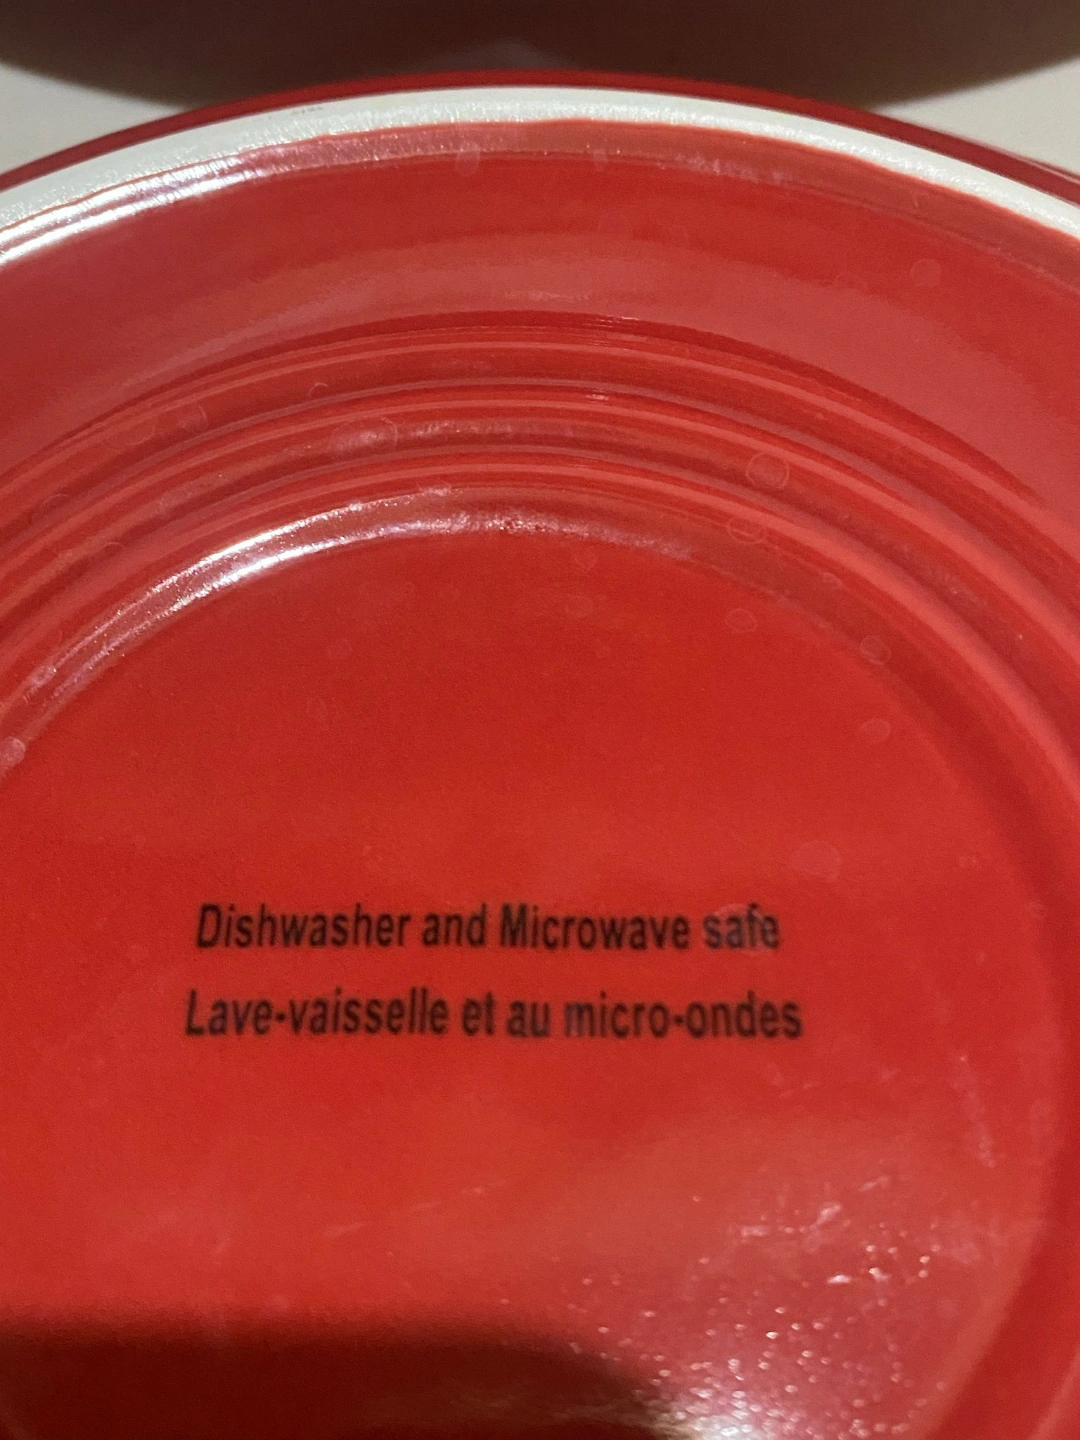 Dishwasher and Microwave safe
Lave-vaisselle et au micro-ondes